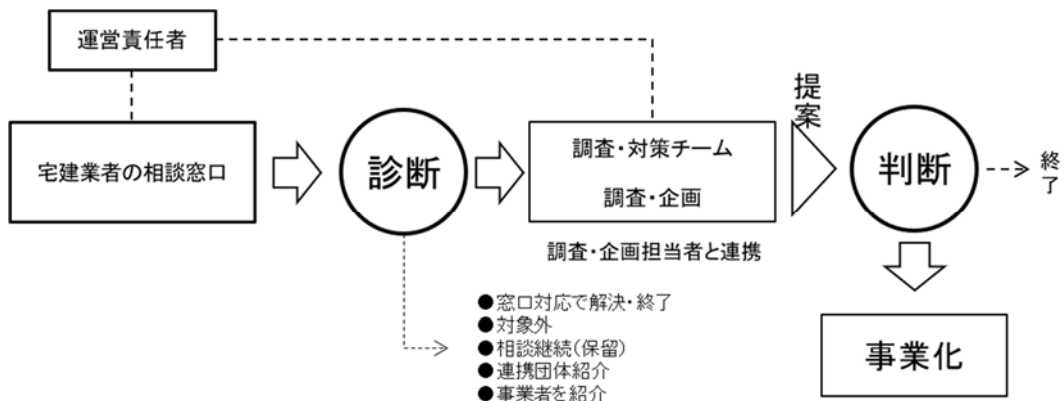 運営責任者
宅建業者の相談窓口
診断
調査・対策チーム
調査・企画
調査・企画担当者と連携
提案
判断
終了
事業化
●窓口対応で解決・終了
●対象外
●相談継続(保留)
●連携団体紹介
●事業者を紹介